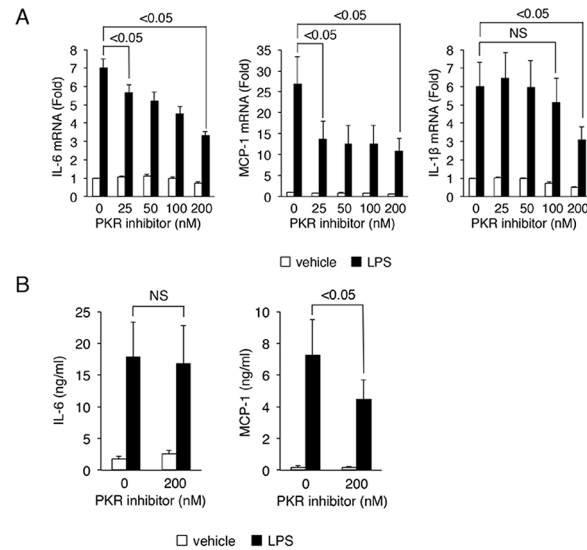 A
<0.05
<0.05
IL-6 mRNA (Fold)
8
7
6
5
4
3
2
1
0
0 25 50 100 200
PKR inhibitor (nM)
<0.05
<0.05
MCP-1 mRNA (Fold)
35
30
25
20
15
10
5
0
0 25 50 100 200
PKR inhibitor (nM)
<0.05
NS
IL-1β mRNA (Fold)
8
7
6
5
4
3
2
1
0
0 25 50 100 200
PKR inhibitor (nM)
vehicle LPS
B
NS
IL-6 (ng/ml)
25
20
15
10
5
0
0 200
PKR inhibitor (nM)
<0.05
MCP-1 (ng/ml)
10
8
6
4
2
0
0 200
PKR inhibitor (nM)
vehicle LPS